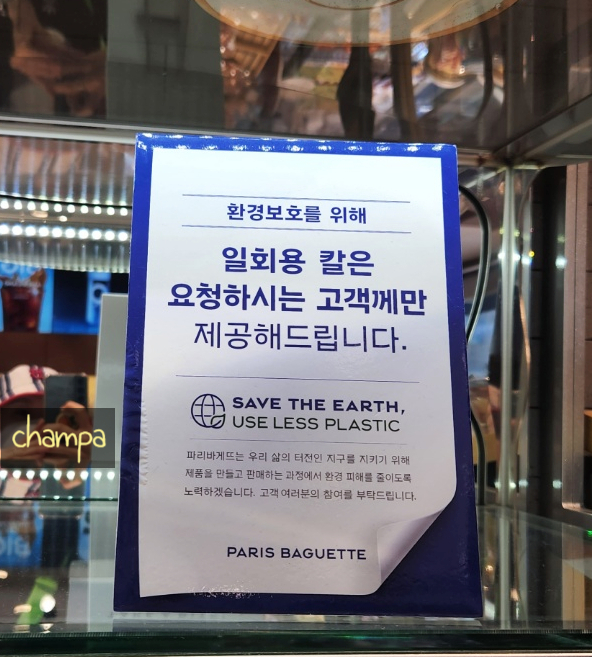 환경보호를 위해
일회용 칼은
요청하시는 고객께만
제공해드립니다.
SAVE THE EARTH,
USE LESS PLASTIC
파리바게뜨는 우리 삶의 터전인 지구를 지키기 위해
제품을 만들고 판매하는 과정에서 환경 피해를 줄이도록
노력하겠습니다. 고객 여러분의 참여를 부탁드립니다.
PARIS BAGUETTE
champa